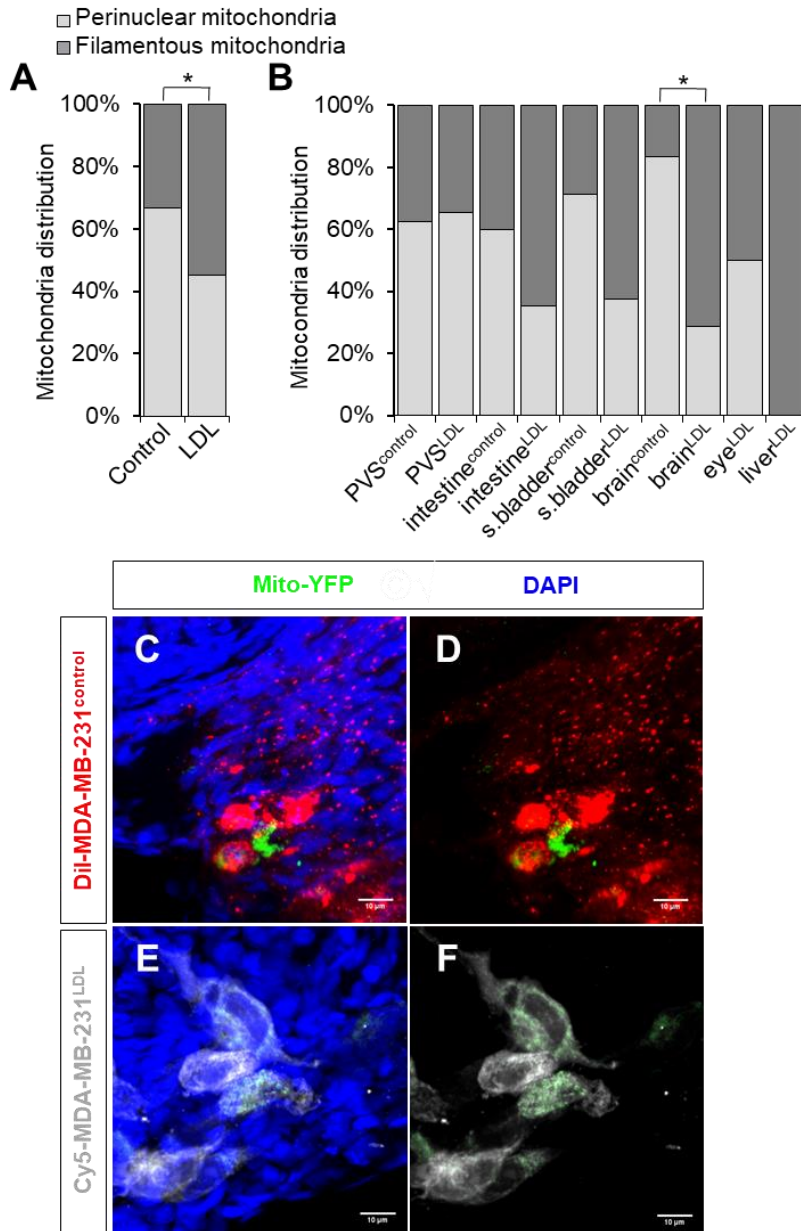 Perinuclear mitochondria
Filamentous mitochondria
A
B
*
*
Mitochondria distribution
100%
80%
60%
40%
20%
0%
Control
LDL
Mitocondria distribution
100%
80%
60%
40%
20%
0%
PVScontrol
PVSLDL
intestinecontrol
intestineLDL
s.bladdercontrol
s.bladderLDL
braincontrol
brainLDL
eyeLDL
liverLDL
Mito-YFP DAPI
Dil-MDA-MB-231control
C
D
10 µm
10 µm
Cy5-MDA-MB-231LDL
E
F
10 µm
10 µm